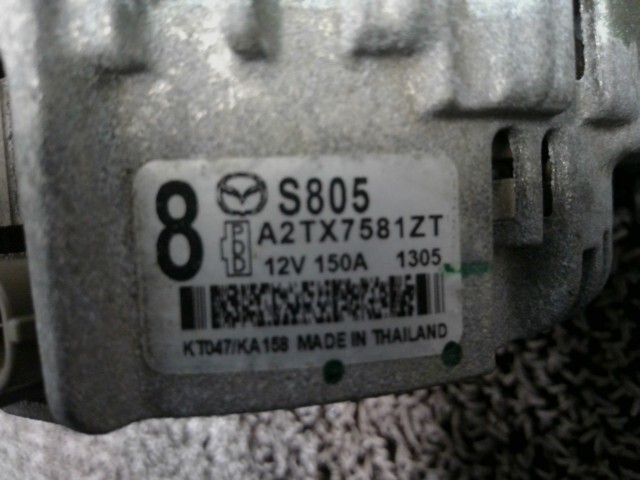 8 S805
P
D A2TX7581ZT
12V 150A 1305
KT047/KA158 MADE IN THAILAND